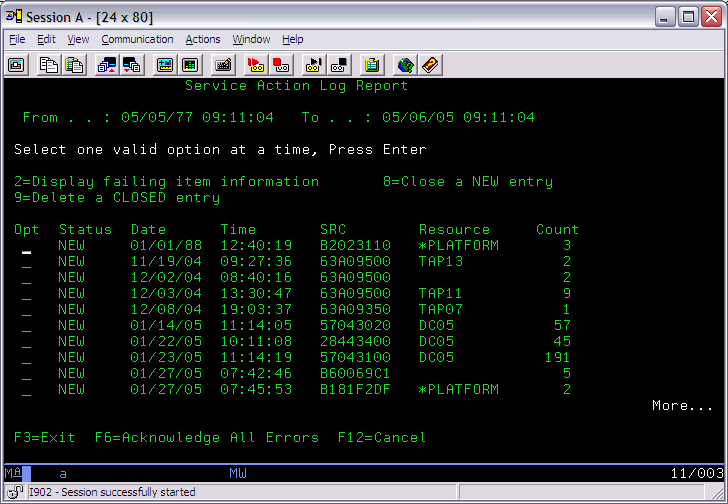 Session A - [24 x 80]
File Edit View Communication Actions Window Help
Service Action Log Report
From . . : 05/05/77 09:11:04 To . . : 05/06/05 09:11:04
Select one valid option at a time, Press Enter
2=Display failing item information 8=Close a NEW entry
9=Delete a CLOSED entry
Opt Status Date Time SRC Resource Count
_ NEW 01/01/88 12:40:19 B2023110 *PLATFORM 3
_ NEW 11/19/04 09:27:36 63A09500 TAP13 2
_ NEW 12/02/04 08:40:16 63A09500 2
_ NEW 12/03/04 13:30:47 63A09500 TAP11 9
_ NEW 12/08/04 19:03:37 63A09350 TAP07 1
_ NEW 01/14/05 11:14:05 57043020 DC05 57
_ NEW 01/22/05 10:11:08 28443400 DC05 45
_ NEW 01/23/05 11:14:19 57043100 DC05 191
_ NEW 01/27/05 07:42:46 B60069C1 5
_ NEW 01/27/05 07:45:53 B181F2DF *PLATFORM 2
More...
F3=Exit F6=Acknowledge All Errors F12=Cancel
MA a MW 11/003
I902 - Session successfully started